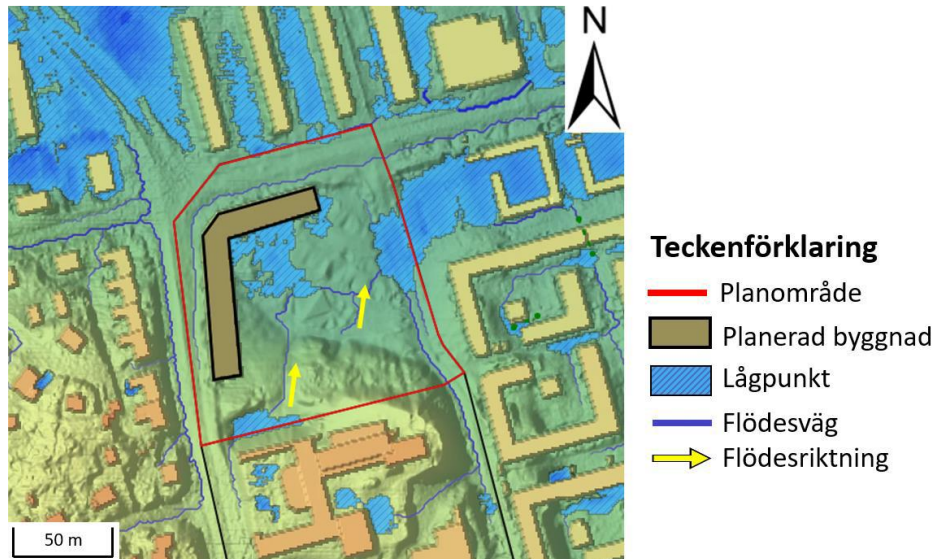 N
Teckenförklaring
Planområde
Planerad byggnad
Lågpunkt
Flödesväg
Flödesriktning
50 m